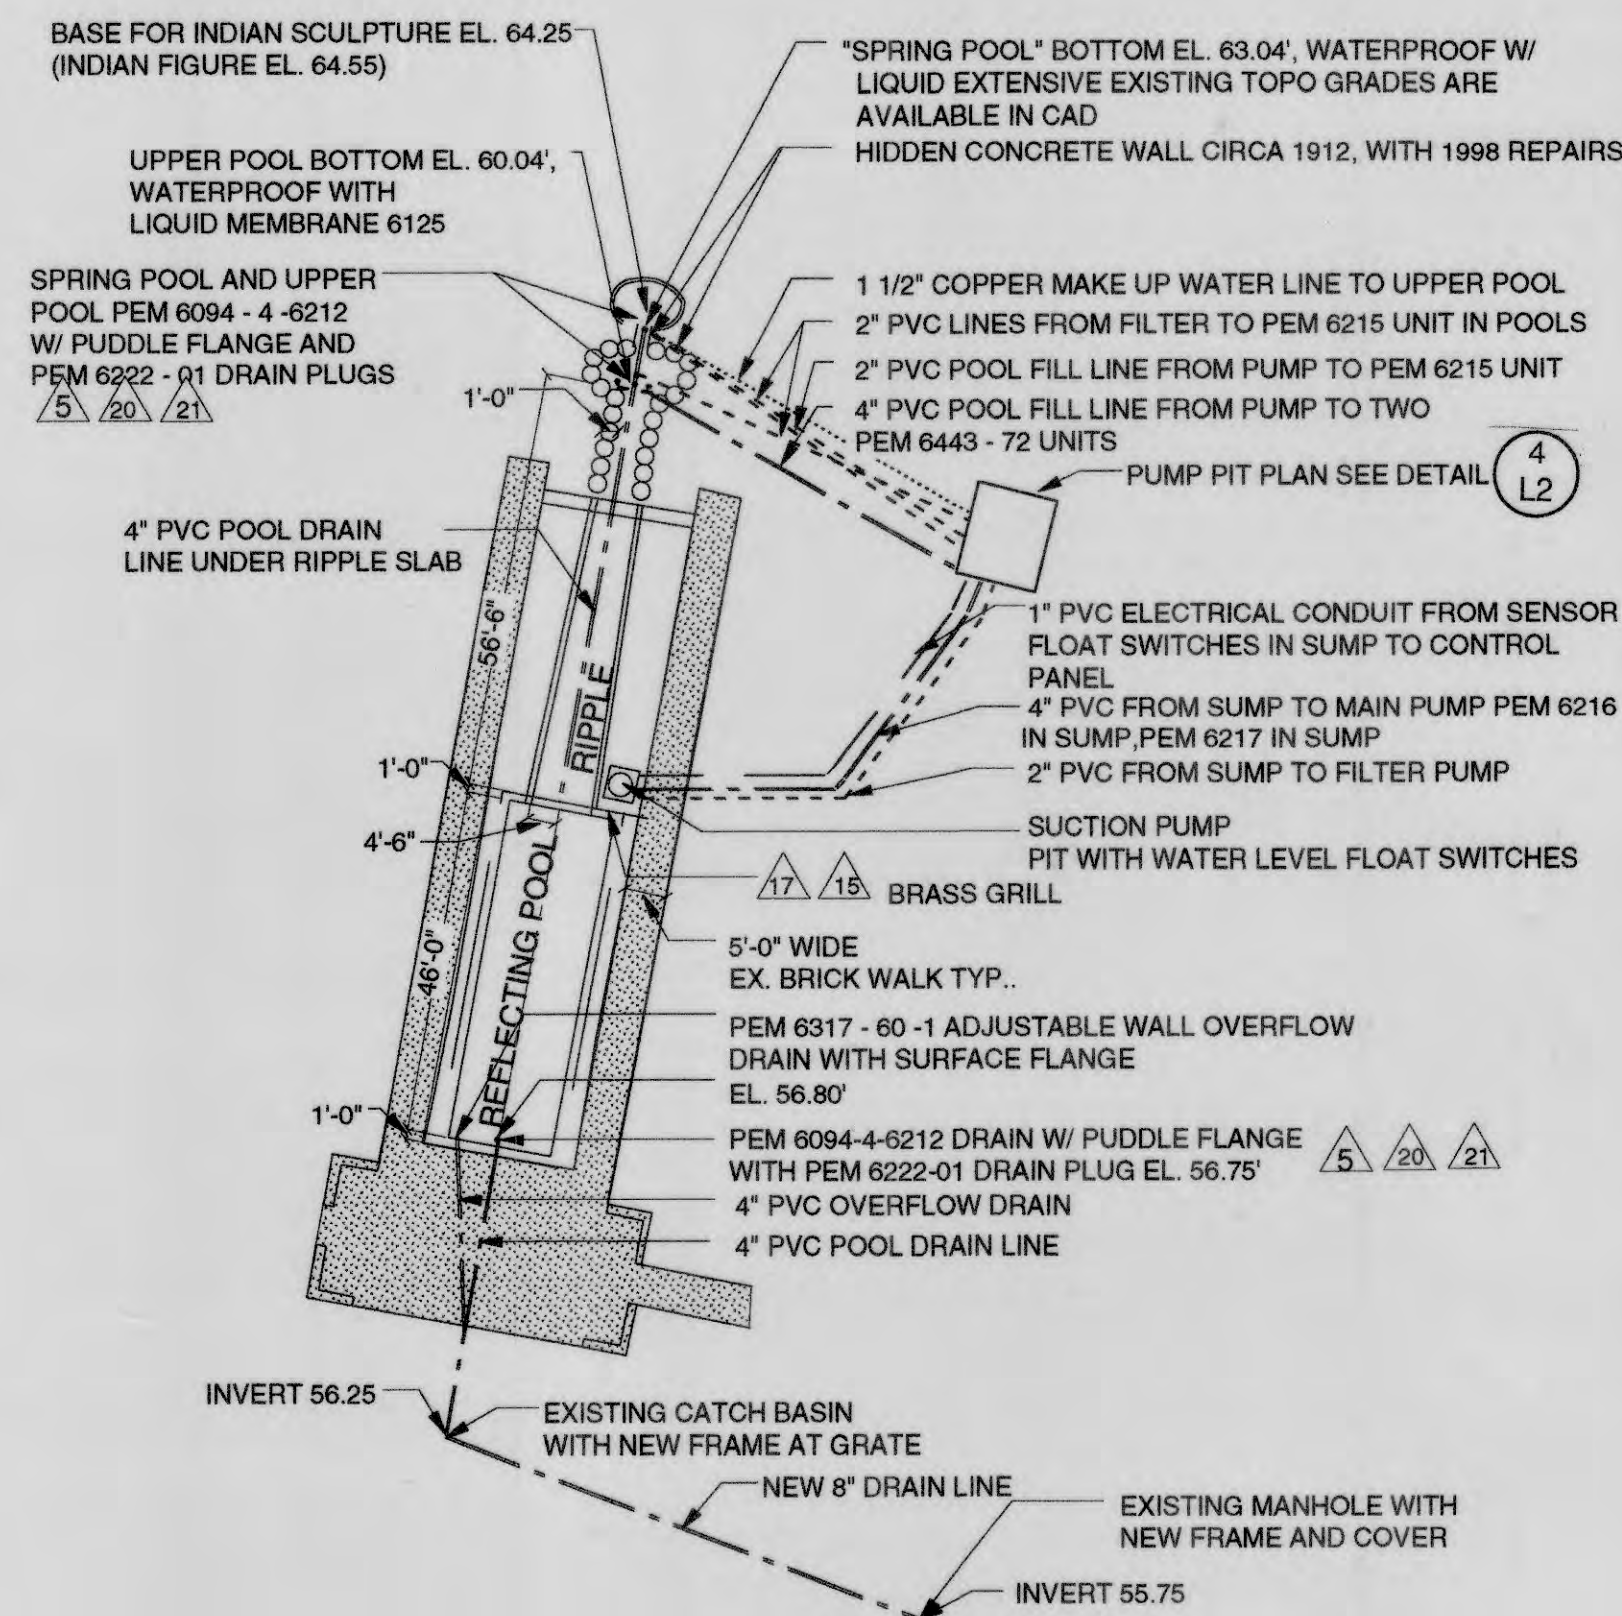 BASE FOR INDIAN SCULPTURE EL. 64.25
(INDIAN FIGURE EL. 64.55)
"SPRING POOL" BOTTOM EL. 63.04', WATERPROOF W/
LIQUID EXTENSIVE EXISTING TOPO GRADES ARE
AVAILABLE IN CAD
HIDDEN CONCRETE WALL CIRCA 1912, WITH 1998 REPAIRS
UPPER POOL BOTTOM EL. 60.04',
WATERPROOF WITH
LIQUID MEMBRANE 6125
SPRING POOL AND UPPER
POOL PEM 6094 - 4 -6212
W/ PUDDLE FLANGE AND
PEM 6222 - 01 DRAIN PLUGS
5 20 21
1'-0"
1 1/2" COPPER MAKE UP WATER LINE TO UPPER POOL
2" PVC LINES FROM FILTER TO PEM 6215 UNIT IN POOLS
2" PVC POOL FILL LINE FROM PUMP TO PEM 6215 UNIT
4" PVC POOL FILL LINE FROM PUMP TO TWO
PEM 6443 - 72 UNITS
PUMP PIT PLAN SEE DETAIL
4
L2
4" PVC POOL DRAIN
LINE UNDER RIPPLE SLAB
56'-6"
RIPPLE
1" PVC ELECTRICAL CONDUIT FROM SENSOR
FLOAT SWITCHES IN SUMP TO CONTROL
PANEL
4" PVC FROM SUMP TO MAIN PUMP PEM 6216
IN SUMP,PEM 6217 IN SUMP
2" PVC FROM SUMP TO FILTER PUMP
1'-0"
4'-6"
SUCTION PUMP
PIT WITH WATER LEVEL FLOAT SWITCHES
17 15 BRASS GRILL
46'-0"
REFLECTING POOL
5'-0" WIDE
EX. BRICK WALK TYP..
PEM 6317 - 60 -1 ADJUSTABLE WALL OVERFLOW
DRAIN WITH SURFACE FLANGE
EL. 56.80'
1'-0"
PEM 6094-4-6212 DRAIN W/ PUDDLE FLANGE
WITH PEM 6222-01 DRAIN PLUG EL. 56.75'
5 20 21
4" PVC OVERFLOW DRAIN
4" PVC POOL DRAIN LINE
INVERT 56.25
EXISTING CATCH BASIN
WITH NEW FRAME AT GRATE
NEW 8" DRAIN LINE
EXISTING MANHOLE WITH
NEW FRAME AND COVER
INVERT 55.75